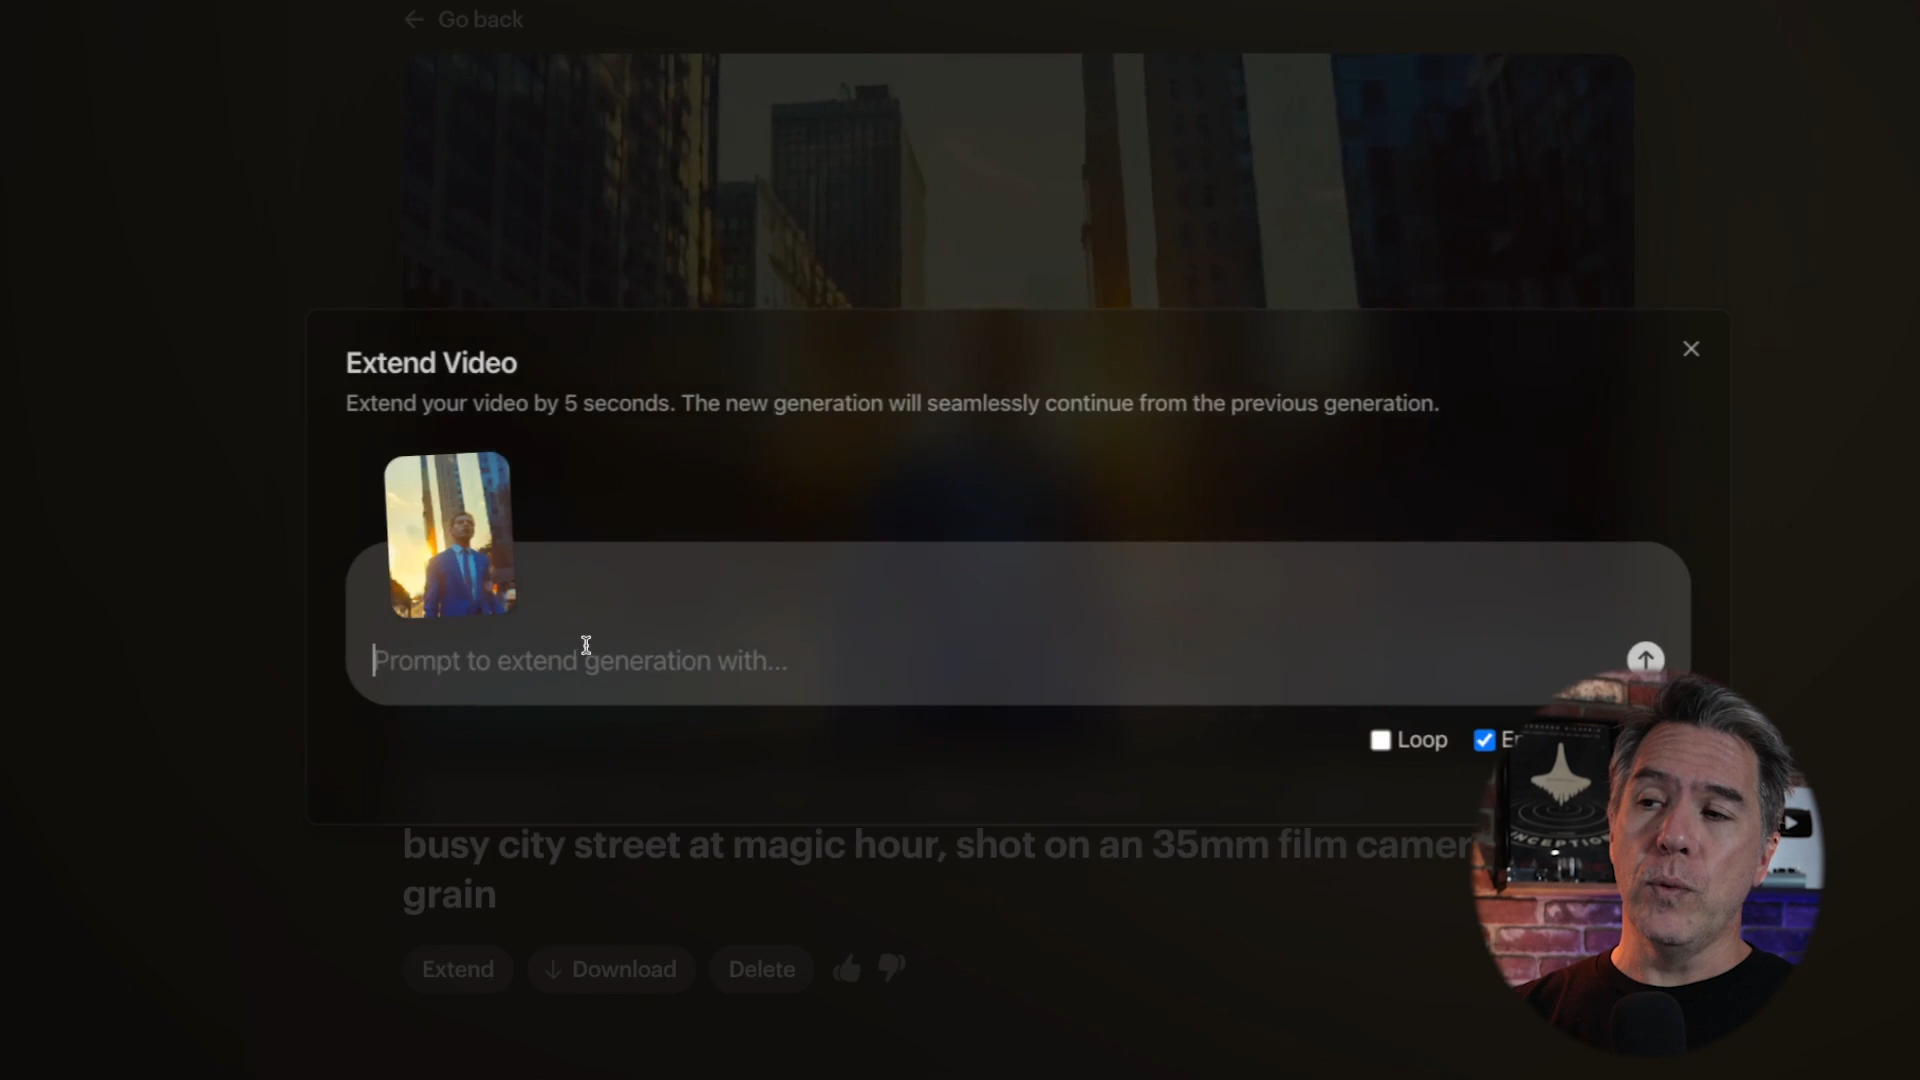 Go back
Extend Video
Extend your video by 5 seconds. The new generation will seamlessly continue from the previous generation.
Prompt to extend generation with...
Loop
busy city street at magic hour, shot on an 35mm film camer
grain
INCEPTION
Extend
Download
Delete